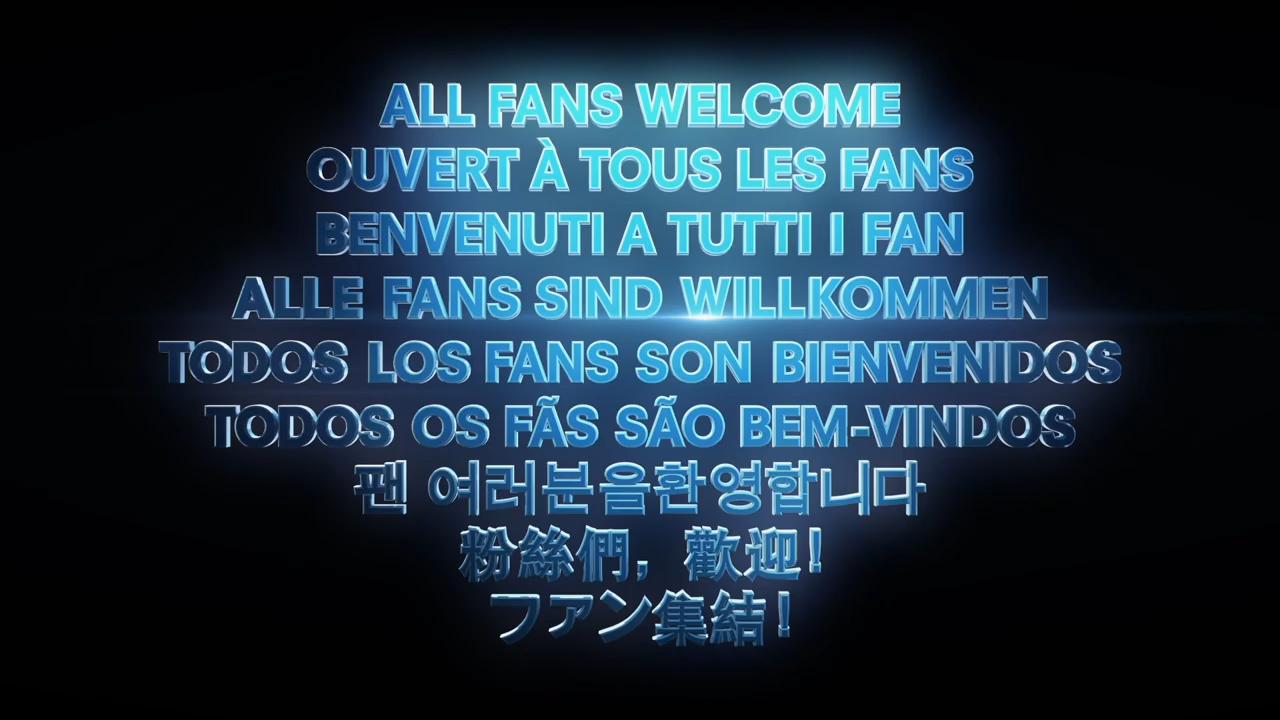 ALL FANS WELCOME
OUVERT À TOUS LES FANS
BENVENUTI A TUTTI I FAN
ALLE FANS SIND WILLKOMMEN
TODOS LOS FANS SON BIENVENIDOS
TODOS OS FÃS SÃO BEM-VINDOS
팬 여러분을환영합니다
粉絲們，歡迎！
ファン集結！